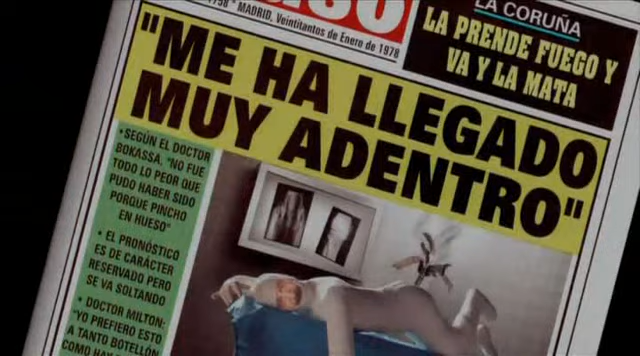 1758 * MADRID, Veintitantos de Enero de 1978
LA CORUÑA
LA PRENDE FUEGO Y
VA Y LA MATA
"ME HA LLEGADO
MUY ADENTRO"
• SEGÚN EL DOCTOR
BOKASSA, "NO FUE
TODO LO PEOR QUE
PUDO HABER SIDO
PORQUE PINCHO
EN HUESO"
• EL PRONÓSTICO
ES DE CARÁCTER
RESERVADO PERO
SE VA SOLTANDO
• DOCTOR MILTON:
"YO PREFIERO ESTO
A TANTO BOTELLÓN
COMO HAY